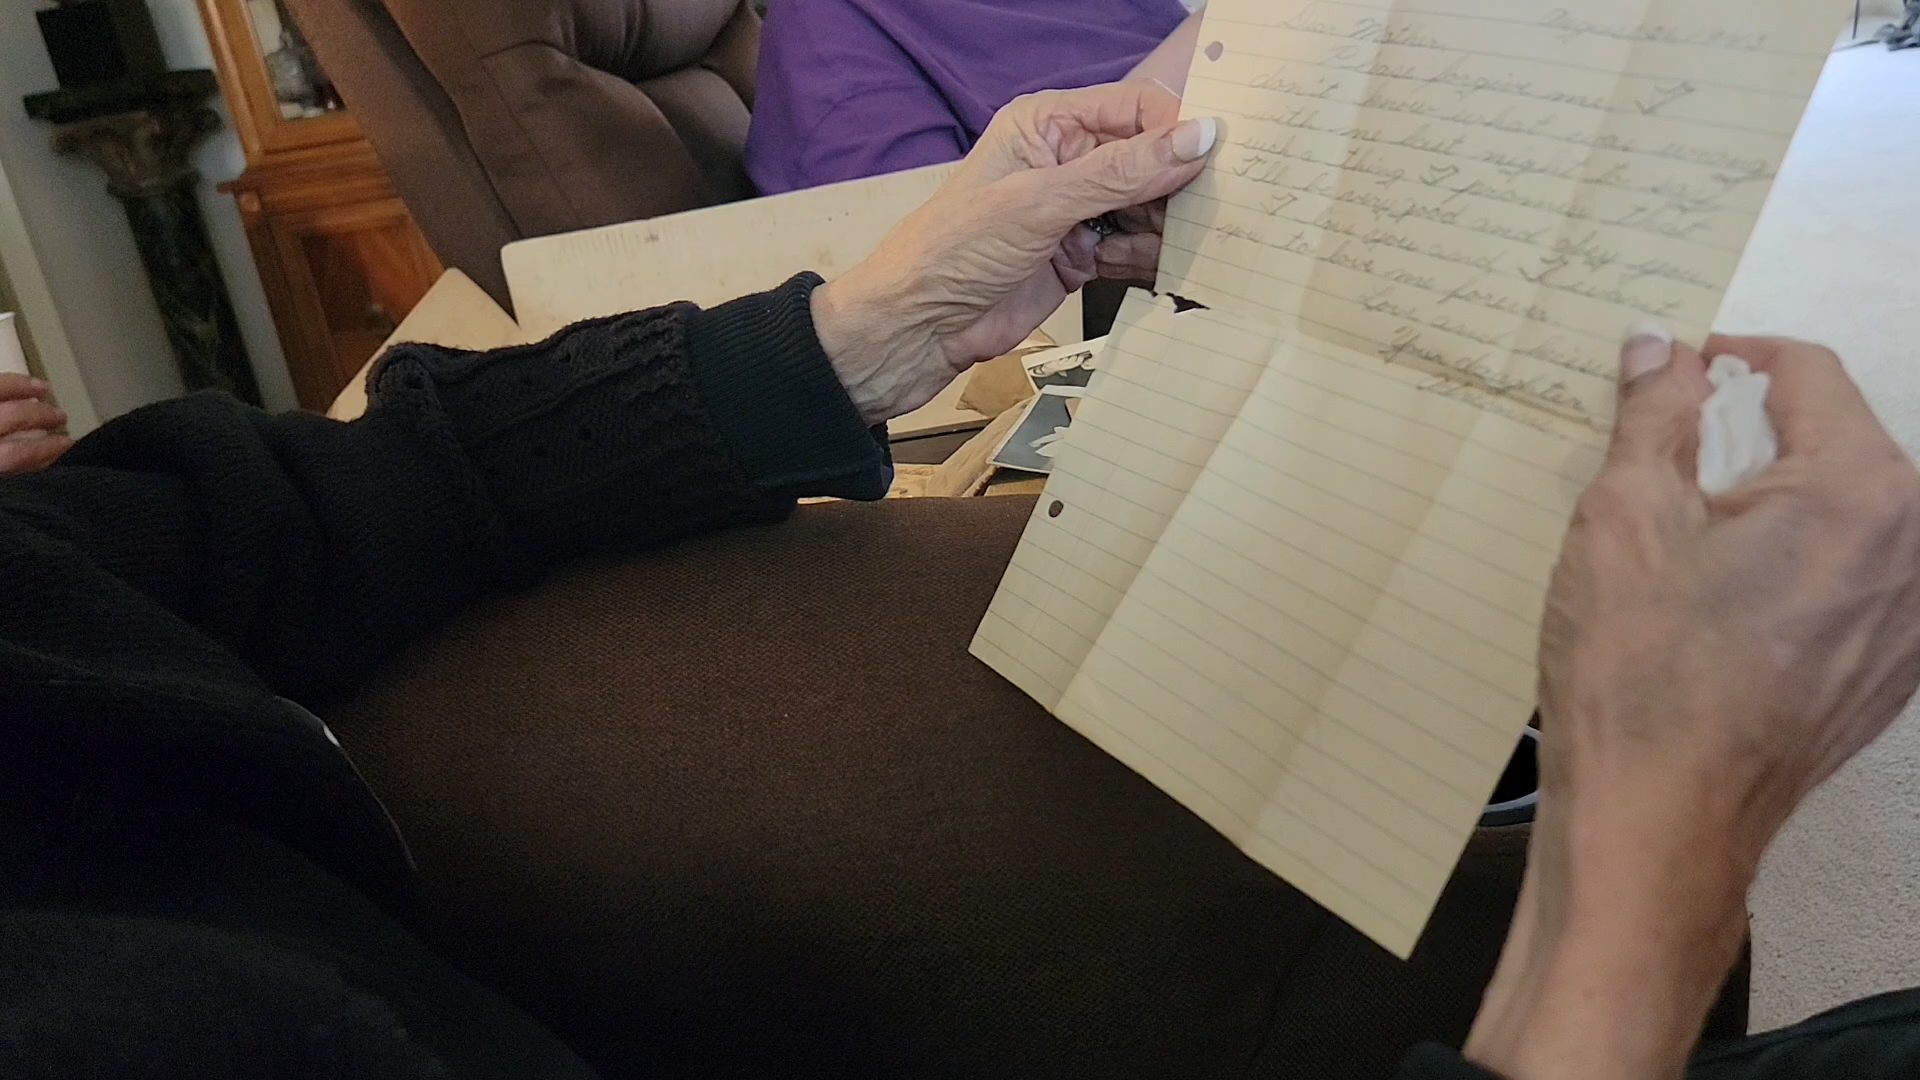 Dear Mother, August
Please forgive me. I
don't know what was wrong
with me last night to say
such a thing. I promise that
I'll be very good and obey you.
I love you and I want
you to love me forever.
Love and kisses
Your daughter,